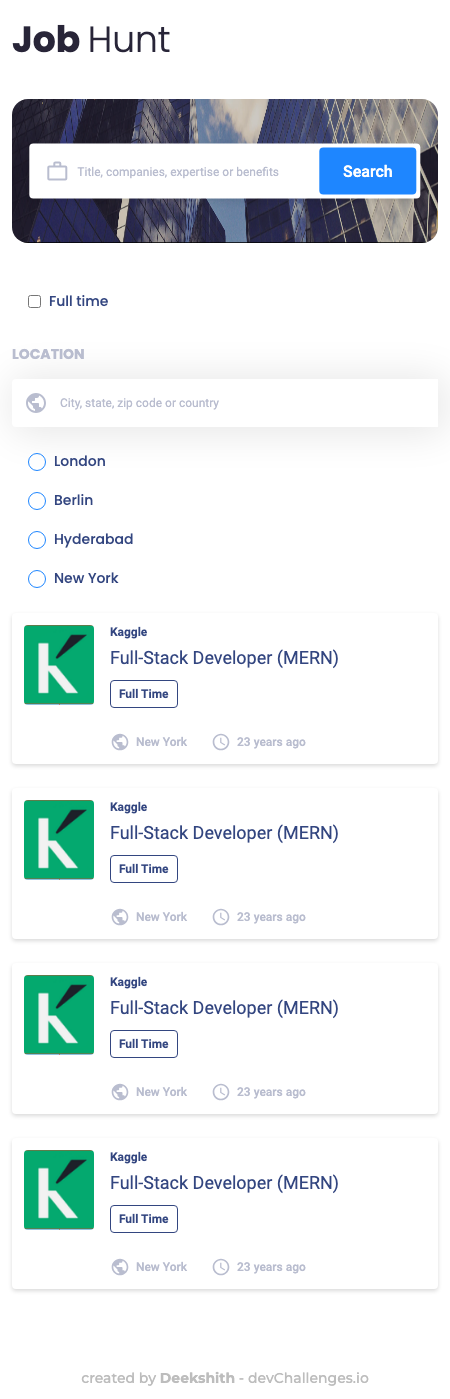 Job Hunt
Title, companies, expertise or benefits
Search
Full time
LOCATION
City, state, zip code or country
London
Berlin
Hyderabad
New York
K
Kaggle
Full-Stack Developer (MERN)
Full Time
New York 23 years ago
K
Kaggle
Full-Stack Developer (MERN)
Full Time
New York 23 years ago
K
Kaggle
Full-Stack Developer (MERN)
Full Time
New York 23 years ago
K
Kaggle
Full-Stack Developer (MERN)
Full Time
New York 23 years ago
created by Deekshith - devChallenges.io